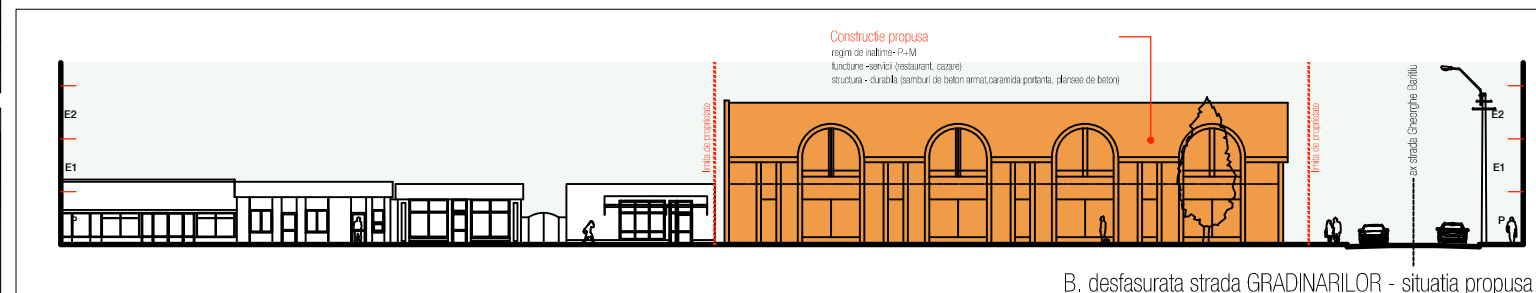 Constructie propusa
regim de inaltime- P+M
functiune -servicii (restaurant, cazare)
structura - durabila (samburi de beton armat,caramida portanta, plansee de beton)
E2
E1
P
limita de proprietate
limita de proprietate
ax strada Gheorghe Baritiu
E2
E1
P
B. desfasurata strada GRADINARILOR - situatia propusa